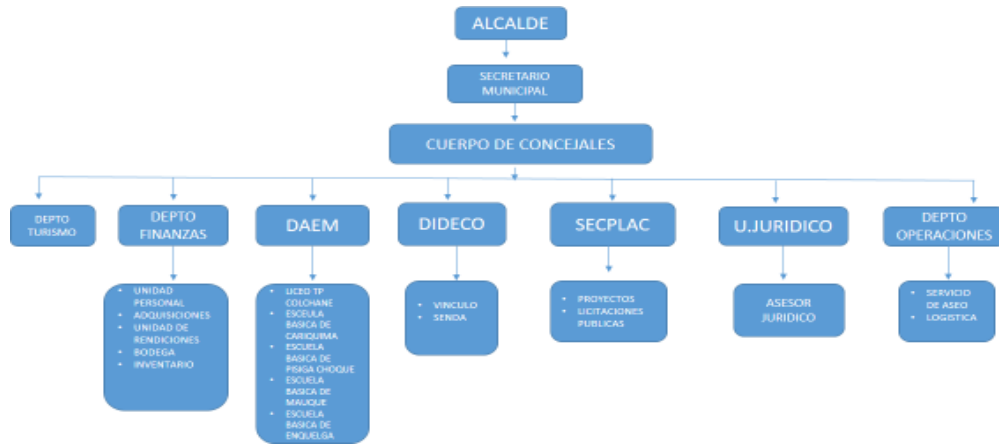 ALCALDE
SECRETARIO
MUNICIPAL
CUERPO DE CONCEJALES
DEPTO
TURISMO
DEPTO
FINANZAS
DAEM
DIDECO
SECPLAC
U.JURIDICO
DEPTO
OPERACIONES
• UNIDAD
PERSONAL
• ADQUISICIONES
• UNIDAD DE
RENDICIONES
• BODEGA
• INVENTARIO
• LICEO TP
COLCHANE
• ESCEULA
BASICA DE
CARIQUIMA
• ESCUELA
BASICA DE
PISIGA CHOQUE
• ESCUELA
BASICA DE
MAUQUE
• ESCUELA
BASICA DE
ENQUELGA
• VINCULO
• SENDA
• PROYECTOS
• LICITACIONES
PUBLICAS
ASESOR
JURIDICO
• SERVICIO
DE ASEO
• LOGISTICA